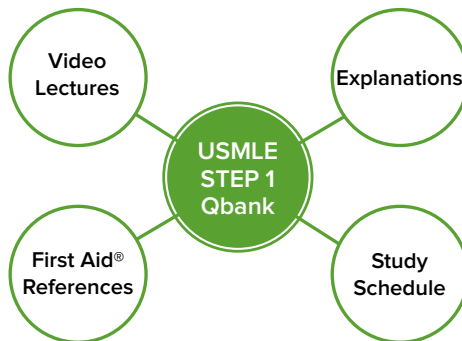 Video
Lectures
Explanations
USMLE
STEP 1
Qbank
First Aid®
References
Study
Schedule